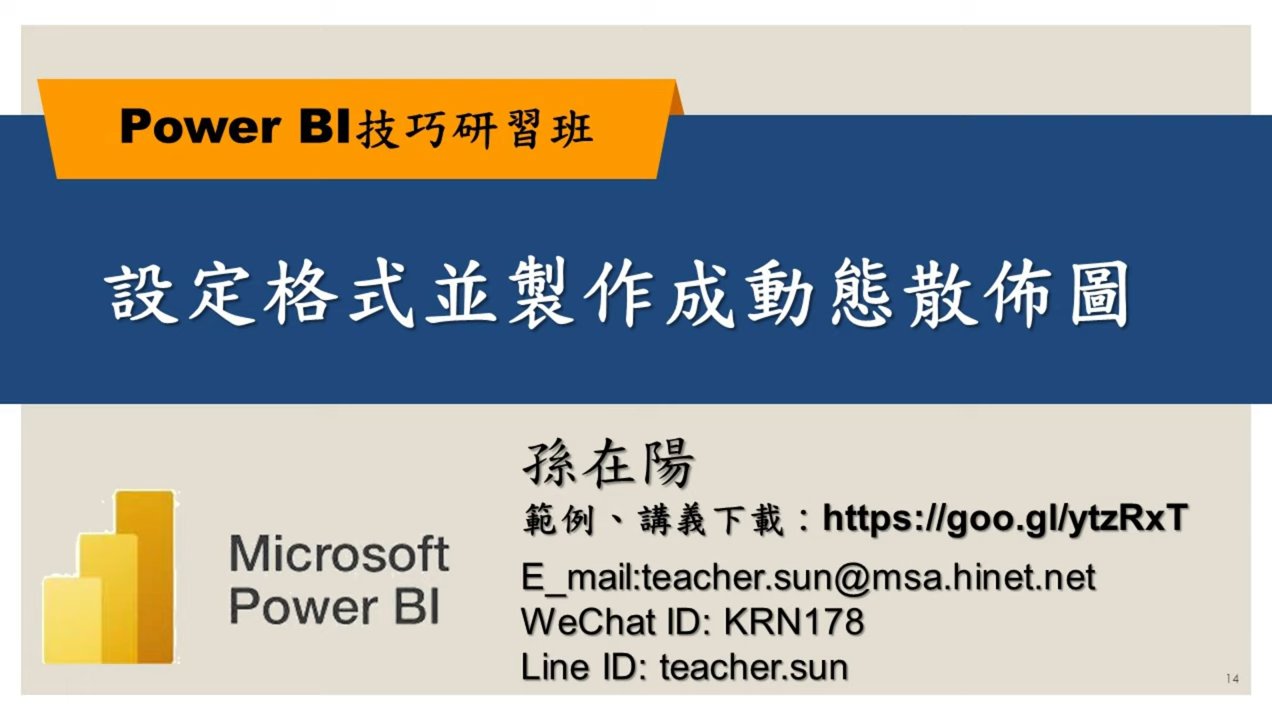 Power BI技巧研習班
設定格式並製作成動態散佈圖
孫在陽
範例、講義下載：https://goo.gl/ytzRxT
Microsoft
Power BI
E_mail:teacher.sun@msa.hinet.net
WeChat ID: KRN178
Line ID: teacher.sun
14